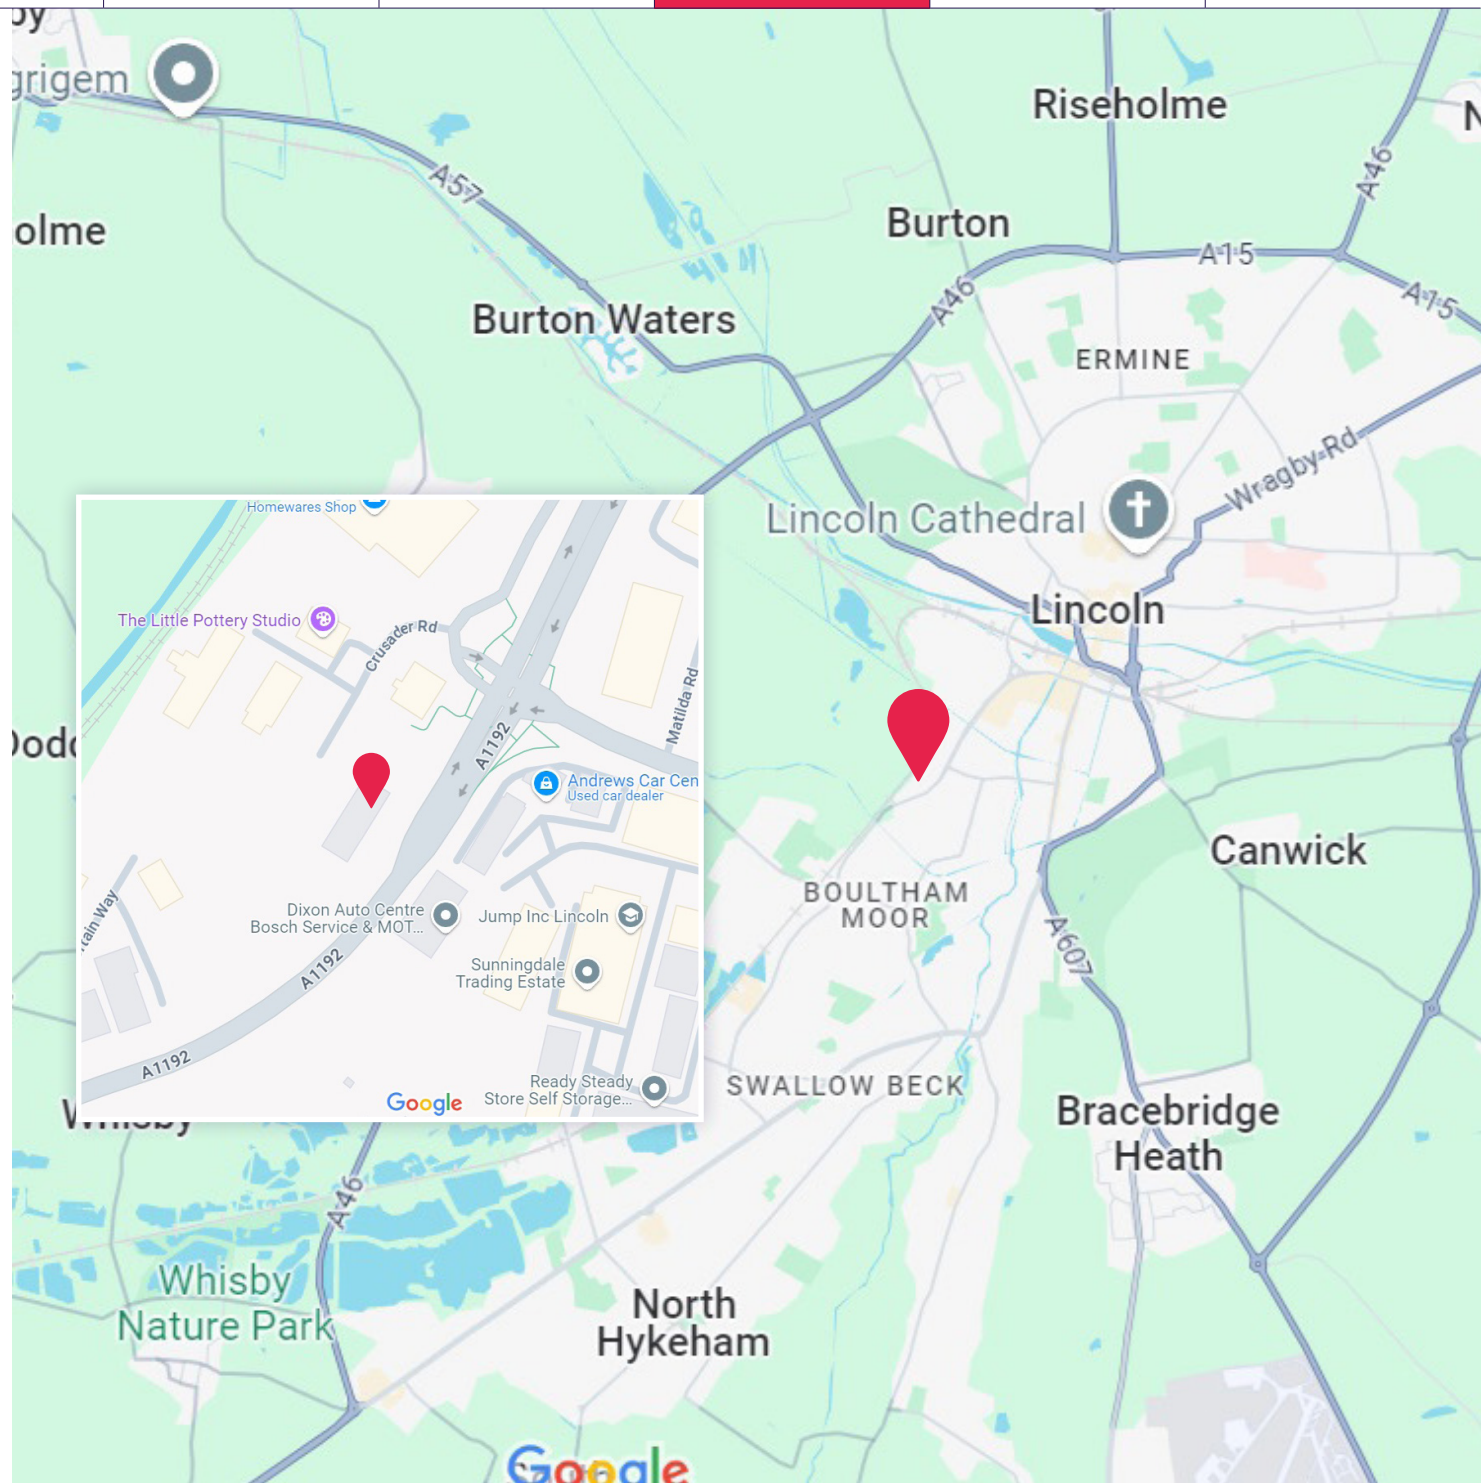 grigem
Riseholme
A46
A57
olme
Burton
A15
A46
A15
Burton Waters
ERMINE
Wragby Rd
Lincoln Cathedral
Lincoln
Homewares Shop
The Little Pottery Studio
Crusader Rd
Matilda Rd
A1192
Andrews Car Cen
Used car dealer
Dixon Auto Centre
Bosch Service & MOT...
Jump Inc Lincoln
Sunningdale
Trading Estate
A1192
A1192
Ready Steady
Store Self Storage...
Google
Canwick
BOULTHAM
MOOR
A607
SWALLOW BECK
Bracebridge
Heath
Whisby
A46
Whisby
Nature Park
North
Hykeham
Google